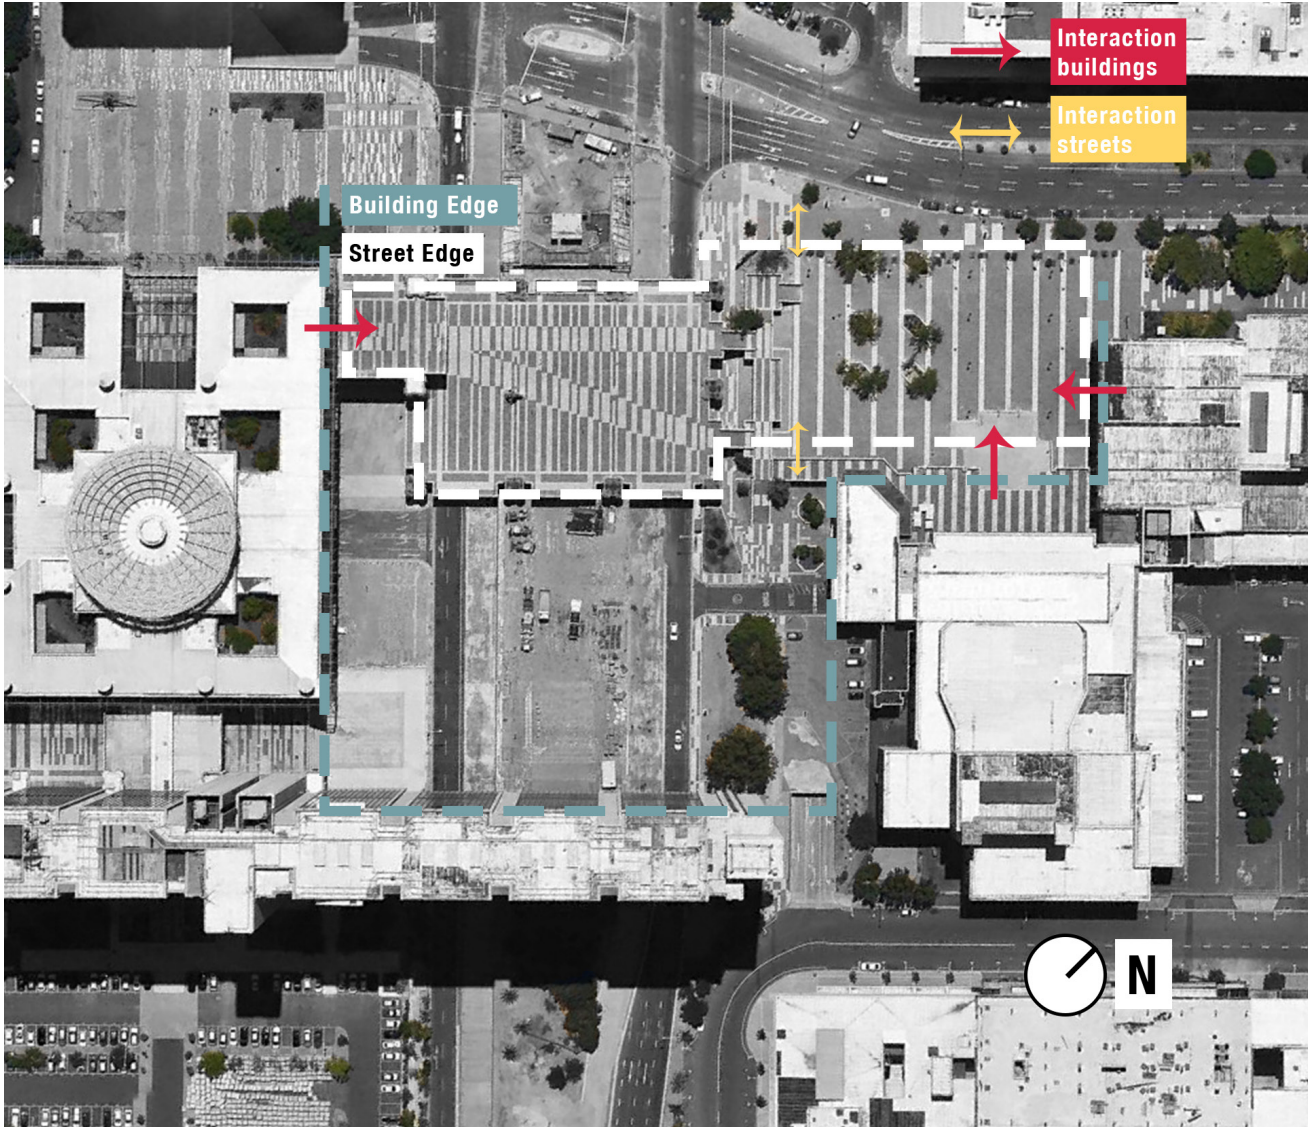 Interaction
buildings
Interaction
streets
Building Edge
Street Edge
N